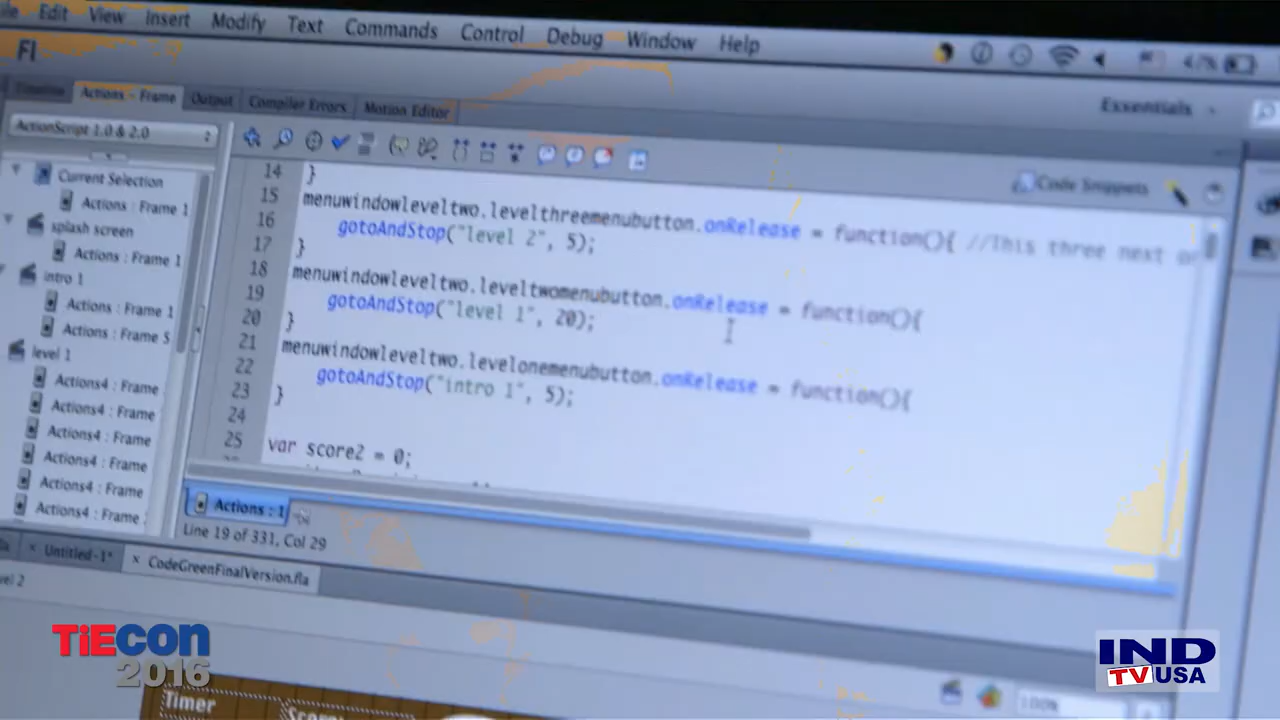 Edit View Insert Modify Text Commands Control Debug Window Help
Fl
Essentials
Timeline Actions - Frame Output Compiler Errors Motion Editor
ActionScript 1.0 & 2.0
Code Snippets
Current Selection
Actions : Frame 1
splash screen
Actions : Frame 1
intro 1
Actions : Frame 1
Actions : Frame 5
level 1
Actions4 : Frame
Actions4 : Frame
Actions4 : Frame
Actions4 : Frame
Actions4 : Frame
Actions4 : Frame
14 }
15 menuwindowleveltwo.levelthreemenubutton.onRelease = function(){ //This three next
16 gotoAndStop("level 2", 5);
17 }
18 menuwindowleveltwo.leveltwomenubutton.onRelease = function(){
19 gotoAndStop("level 1", 20);
20 }
21 menuwindowleveltwo.levelonemenubutton.onRelease = function(){
22 gotoAndStop("intro 1", 5);
23 }
24
25 var score2 = 0;
Actions : 1
Line 19 of 331, Col 29
Untitled-1* × CodeGreenFinalVersion.fla
TiECON
2016
IND
TV USA
Timer